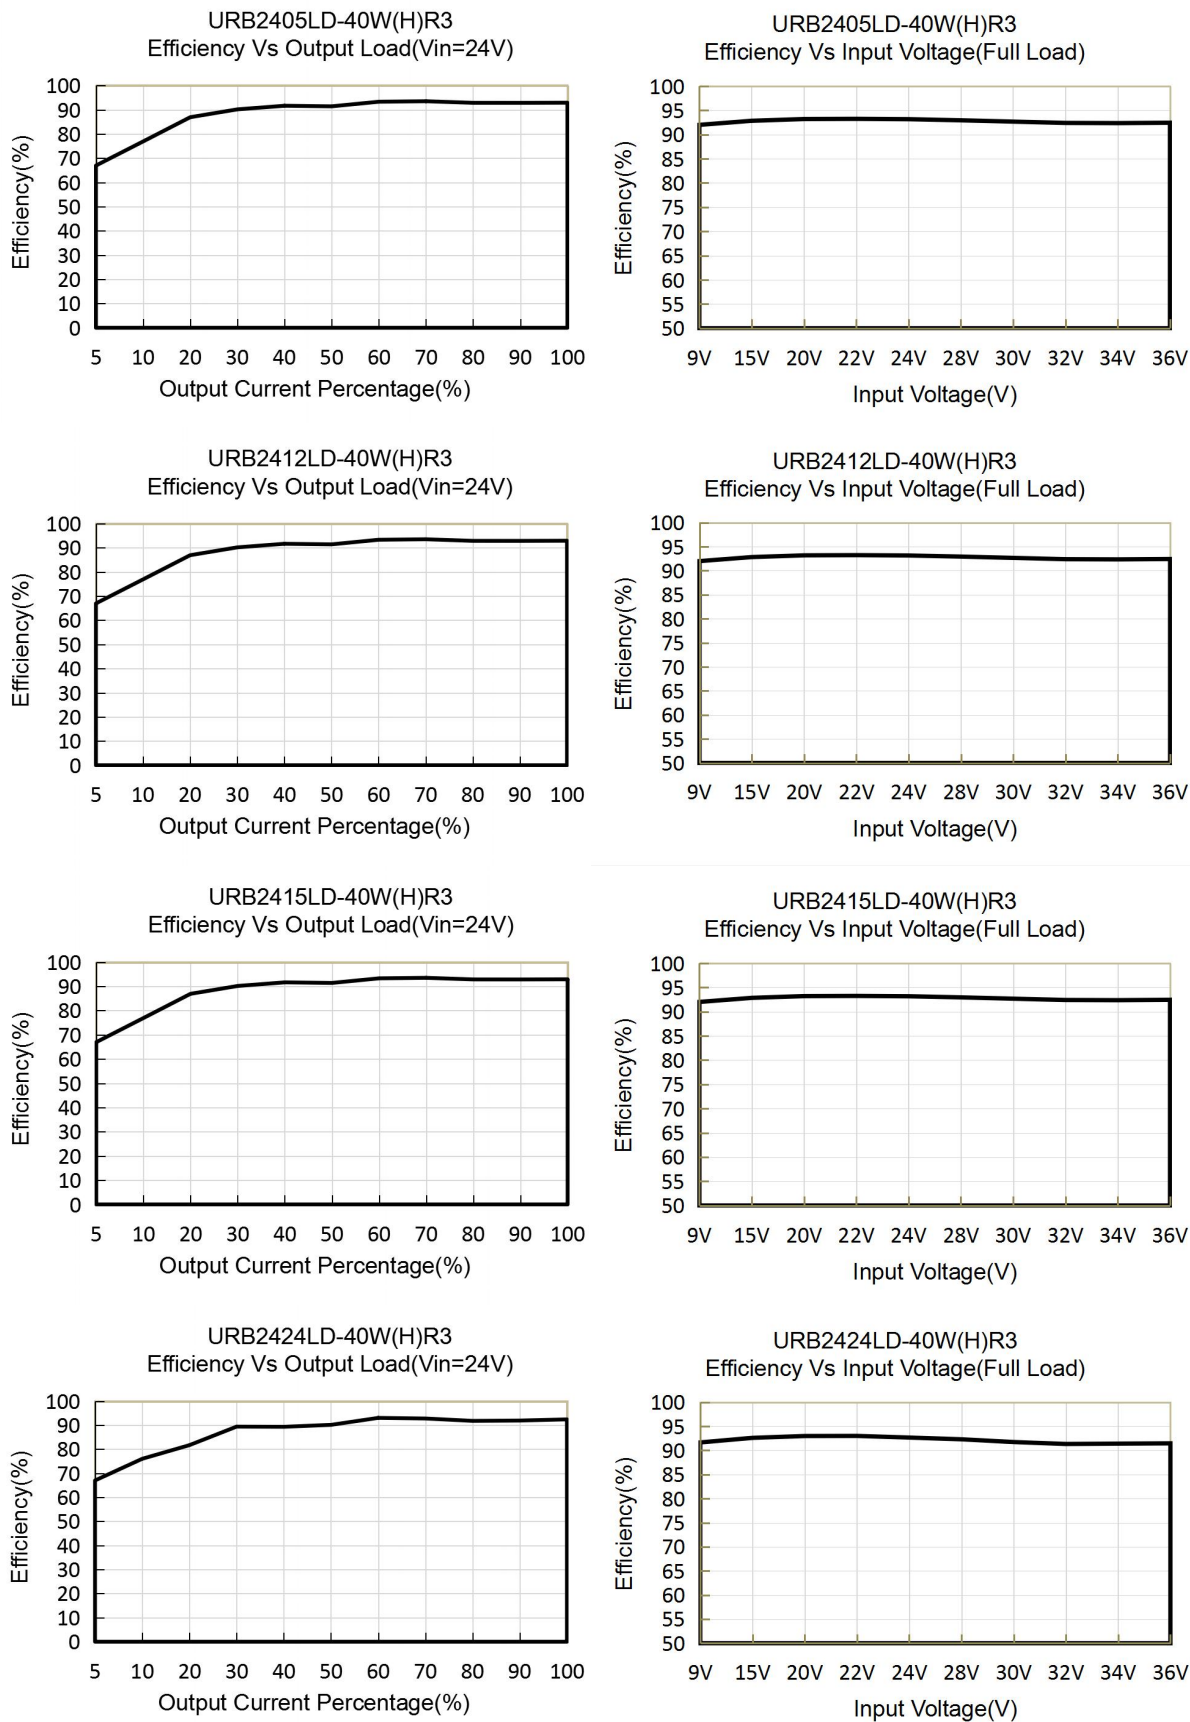 URB2405LD-40W(H)R3
Efficiency Vs Output Load(Vin=24V)
100
90
80
70
60
50
40
30
20
10
0
Efficiency(%)
5 10 20 30 40 50 60 70 80 90 100
Output Current Percentage(%)
URB2405LD-40W(H)R3
Efficiency Vs Input Voltage(Full Load)
100
95
90
85
80
75
70
65
60
55
50
Efficiency(%)
9V 15V 20V 22V 24V 28V 30V 32V 34V 36V
Input Voltage(V)
URB2412LD-40W(H)R3
Efficiency Vs Output Load(Vin=24V)
100
90
80
70
60
50
40
30
20
10
0
Efficiency(%)
5 10 20 30 40 50 60 70 80 90 100
Output Current Percentage(%)
URB2412LD-40W(H)R3
Efficiency Vs Input Voltage(Full Load)
100
95
90
85
80
75
70
65
60
55
50
Efficiency(%)
9V 15V 20V 22V 24V 28V 30V 32V 34V 36V
Input Voltage(V)
URB2415LD-40W(H)R3
Efficiency Vs Output Load(Vin=24V)
100
90
80
70
60
50
40
30
20
10
0
Efficiency(%)
5 10 20 30 40 50 60 70 80 90 100
Output Current Percentage(%)
URB2415LD-40W(H)R3
Efficiency Vs Input Voltage(Full Load)
100
95
90
85
80
75
70
65
60
55
50
Efficiency(%)
9V 15V 20V 22V 24V 28V 30V 32V 34V 36V
Input Voltage(V)
URB2424LD-40W(H)R3
Efficiency Vs Output Load(Vin=24V)
100
90
80
70
60
50
40
30
20
10
0
Efficiency(%)
5 10 20 30 40 50 60 70 80 90 100
Output Current Percentage(%)
URB2424LD-40W(H)R3
Efficiency Vs Input Voltage(Full Load)
100
95
90
85
80
75
70
65
60
55
50
Efficiency(%)
9V 15V 20V 22V 24V 28V 30V 32V 34V 36V
Input Voltage(V)